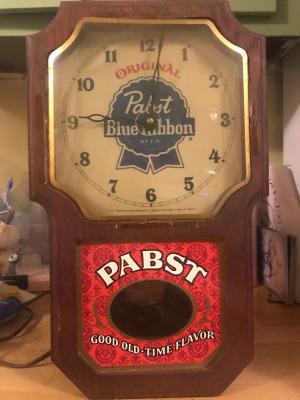 12
11
1
ORIGINAL
10
2
Pabst
Blue Ribbon
BEER
9
3
8
4
7
5
6
PABST
GOOD OLD-TIME FLAVOR